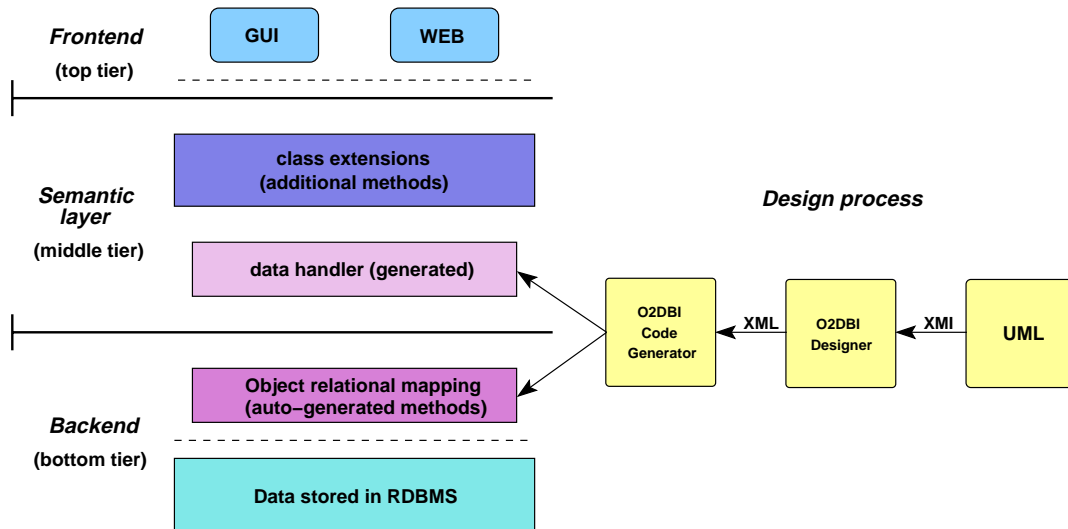 Frontend
(top tier)
GUI
WEB
class extensions
(additional methods)
Semantic
layer
(middle tier)
data handler (generated)
Design process
O2DBI
Code
Generator
XML
O2DBI
Designer
XMI
UML
Object relational mapping
(auto−generated methods)
Backend
(bottom tier)
Data stored in RDBMS